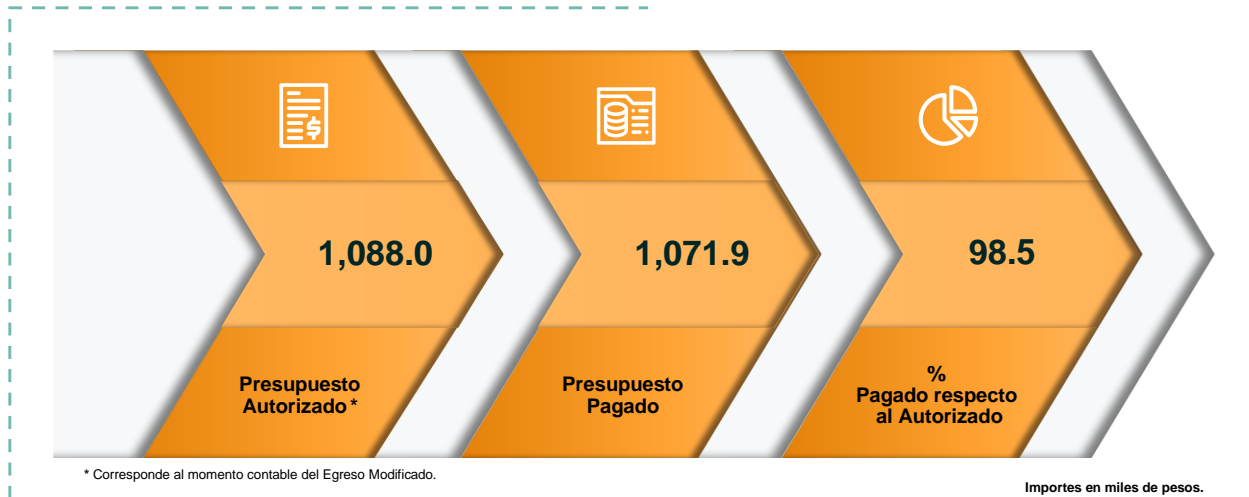 1,088.0
1,071.9
98.5
Presupuesto
Autorizado *
Presupuesto
Pagado
%
Pagado respecto
al Autorizado
* Corresponde al momento contable del Egreso Modificado.
Importes en miles de pesos.